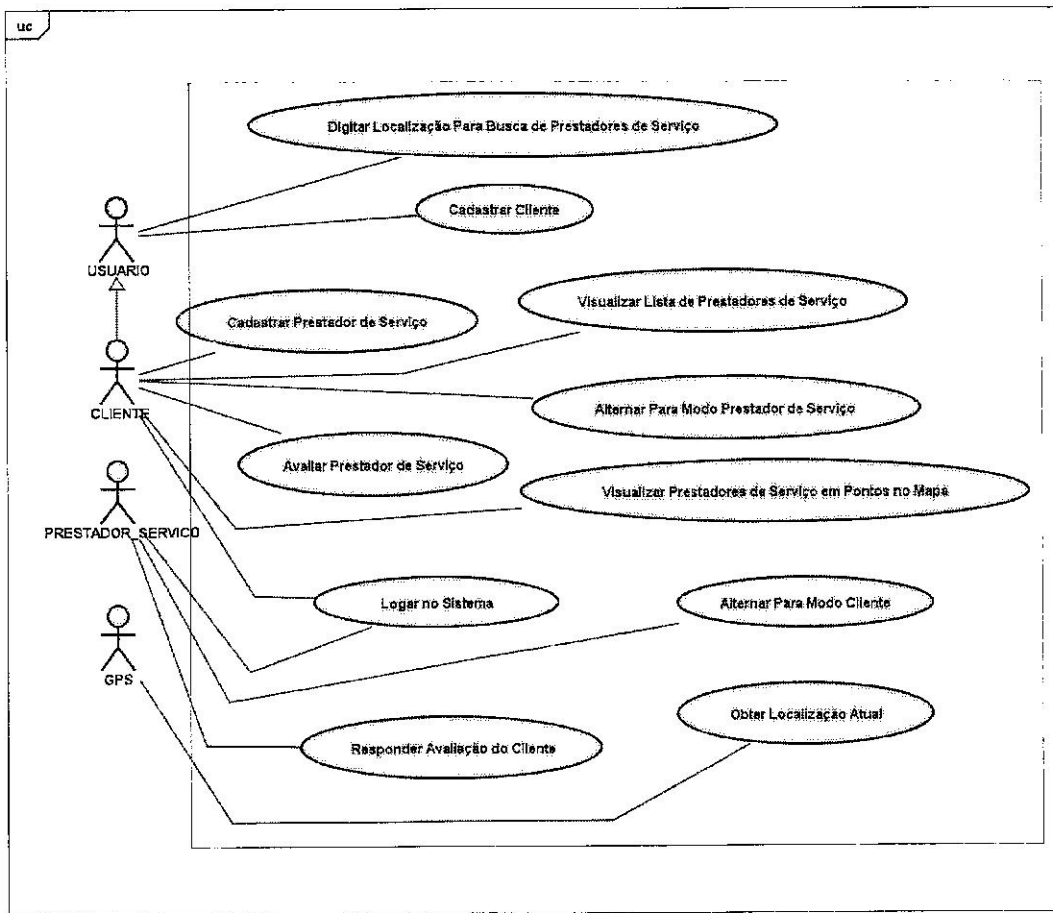 uc
Digitar Localização Para Busca de Prestadores de Serviço
Cadastrar Cliente
USUARIO
Visualizar Lista de Prestadores de Serviço
Cadastrar Prestador de Serviço
CLIENTE
Alternar Para Modo Prestador de Serviço
Avaliar Prestador de Serviço
Visualizar Prestadores de Serviço em Pontos no Mapa
PRESTADOR_SERVICO
Logar no Sistema
Alternar Para Modo Cliente
GPS
Obter Localização Atual
Responder Avaliação do Cliente